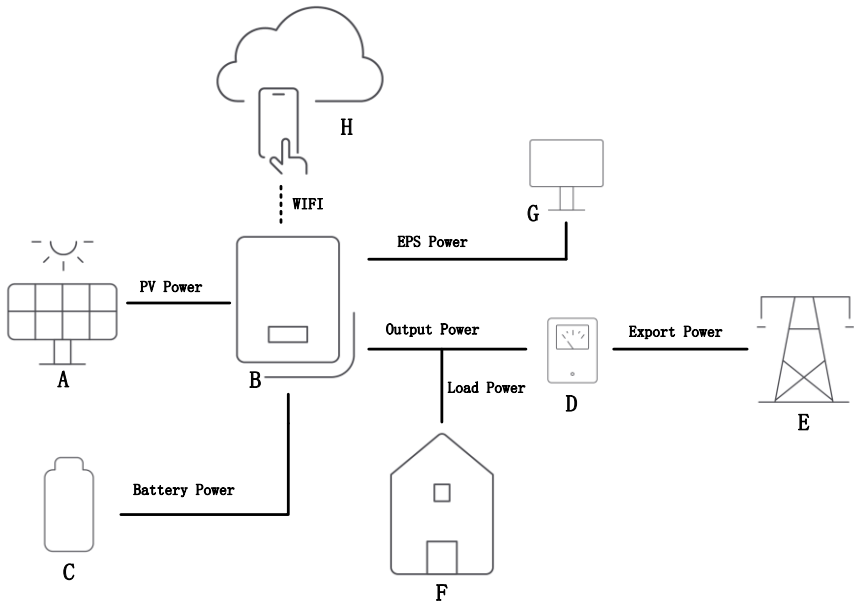 H
WIFI
G
EPS Power
PV Power
Output Power
Export Power
A
B
Load Power
D
E
Battery Power
C
F